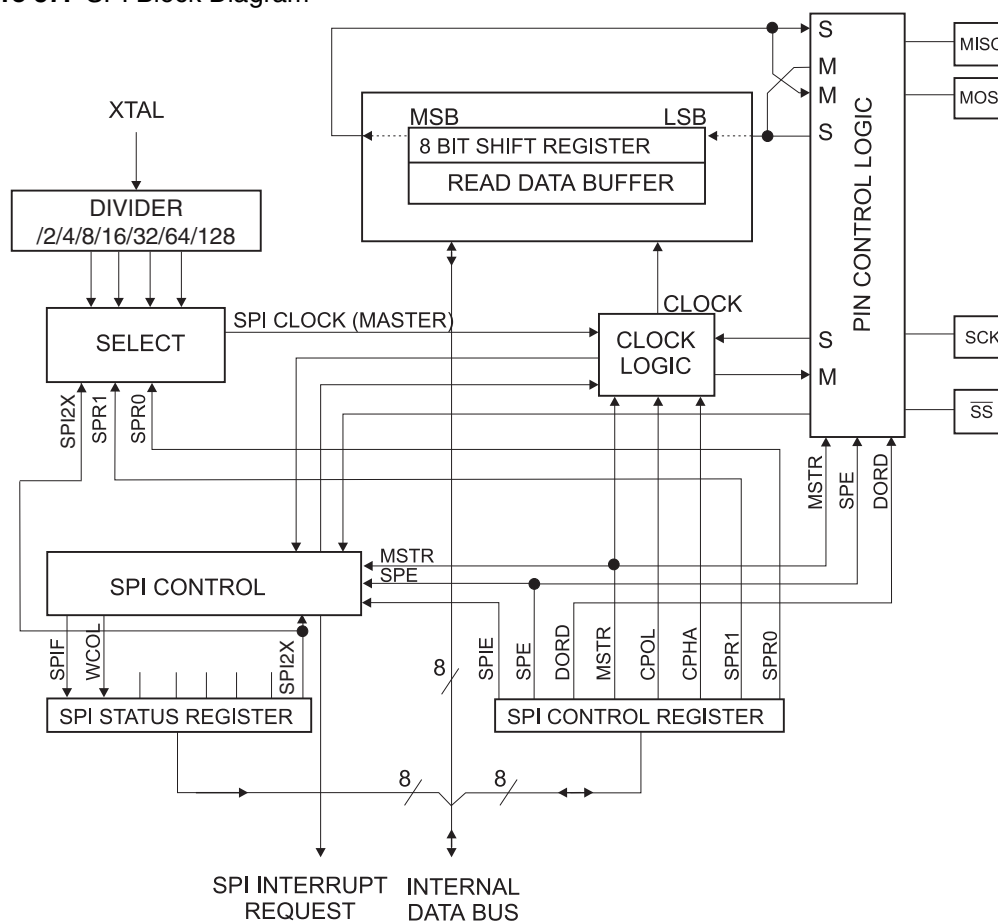 SPI Block Diagram
S
MISO
M
XTAL
MSB
LSB
M
MOSI
8 BIT SHIFT REGISTER
S
READ DATA BUFFER
DIVIDER
/2/4/8/16/32/64/128
PIN CONTROL LOGIC
SPI CLOCK (MASTER)
CLOCK
SELECT
CLOCK
LOGIC
S
SCK
M
SS
SPI2X
SPR1
SPR0
MSTR
SPE
DORD
MSTR
SPE
SPI CONTROL
SPIF
WCOL
SPI2X
8
SPIE
SPE
DORD
MSTR
CPOL
CPHA
SPR1
SPR0
SPI STATUS REGISTER
SPI CONTROL REGISTER
8
8
SPI INTERRUPT
REQUEST
INTERNAL
DATA BUS